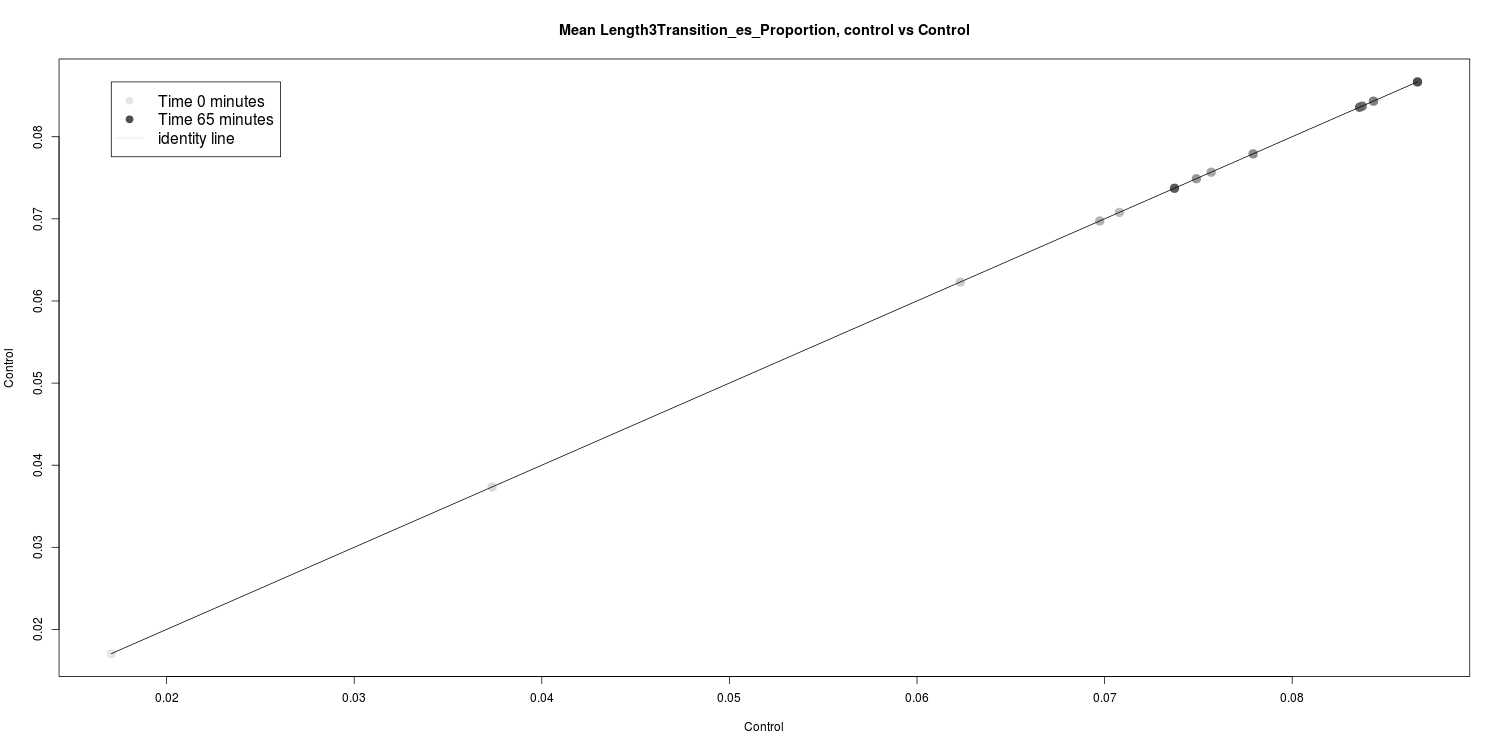 Mean Length3Transition_es_Proportion, control vs Control
Time 0 minutes
Time 65 minutes
identity line
Control
0.08
0.07
0.06
0.05
0.04
0.03
0.02
0.02 0.03 0.04 0.05 0.06 0.07 0.08
Control